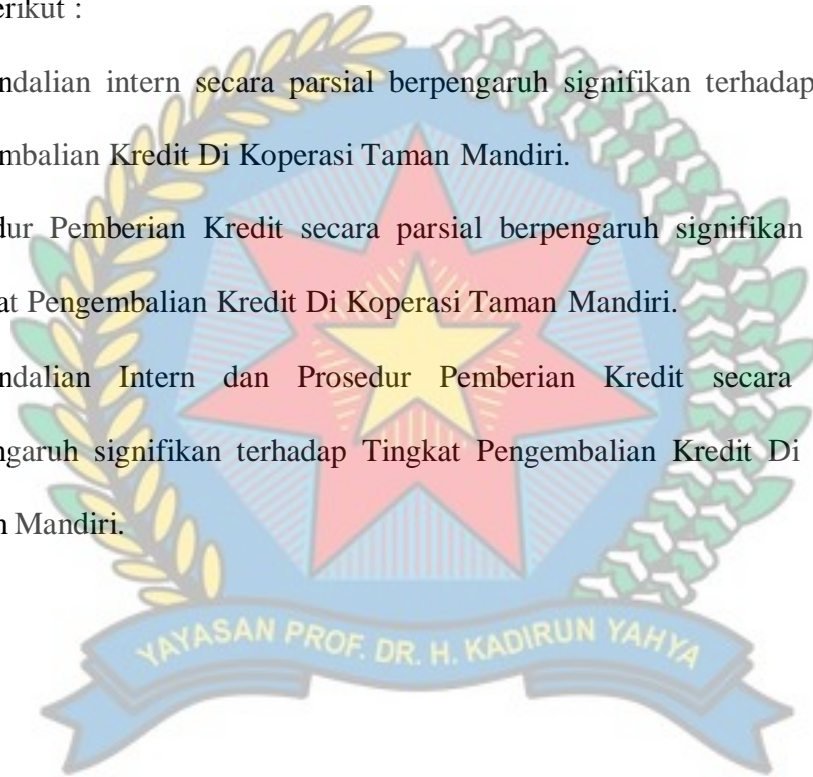 erikut :
ndalian intern secara parsial berpengaruh signifikan terhadap
mbalian Kredit Di Koperasi Taman Mandiri.
dur Pemberian Kredit secara parsial berpengaruh signifikan
at Pengembalian Kredit Di Koperasi Taman Mandiri.
ndalian Intern dan Prosedur Pemberian Kredit secara
ngaruh signifikan terhadap Tingkat Pengembalian Kredit Di
n Mandiri.
YAYASAN PROF. DR. H. KADIRUN YAHYA